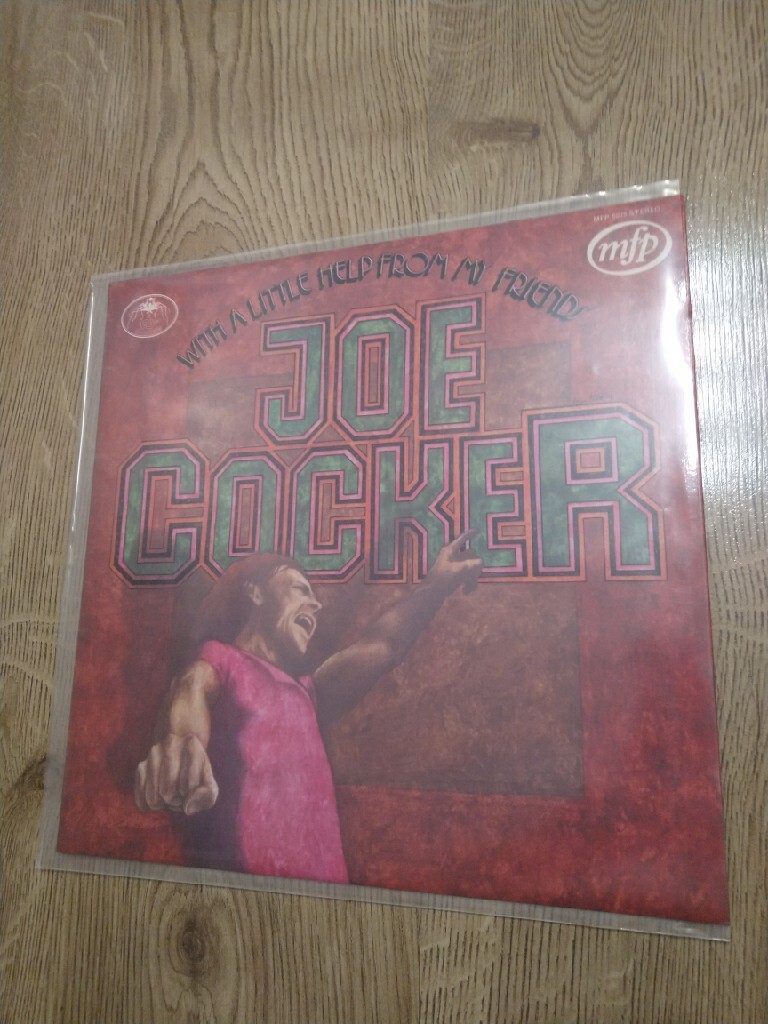 mfp
WITH A LITTLE HELP FROM MY FRIENDS
JOE
COCKER